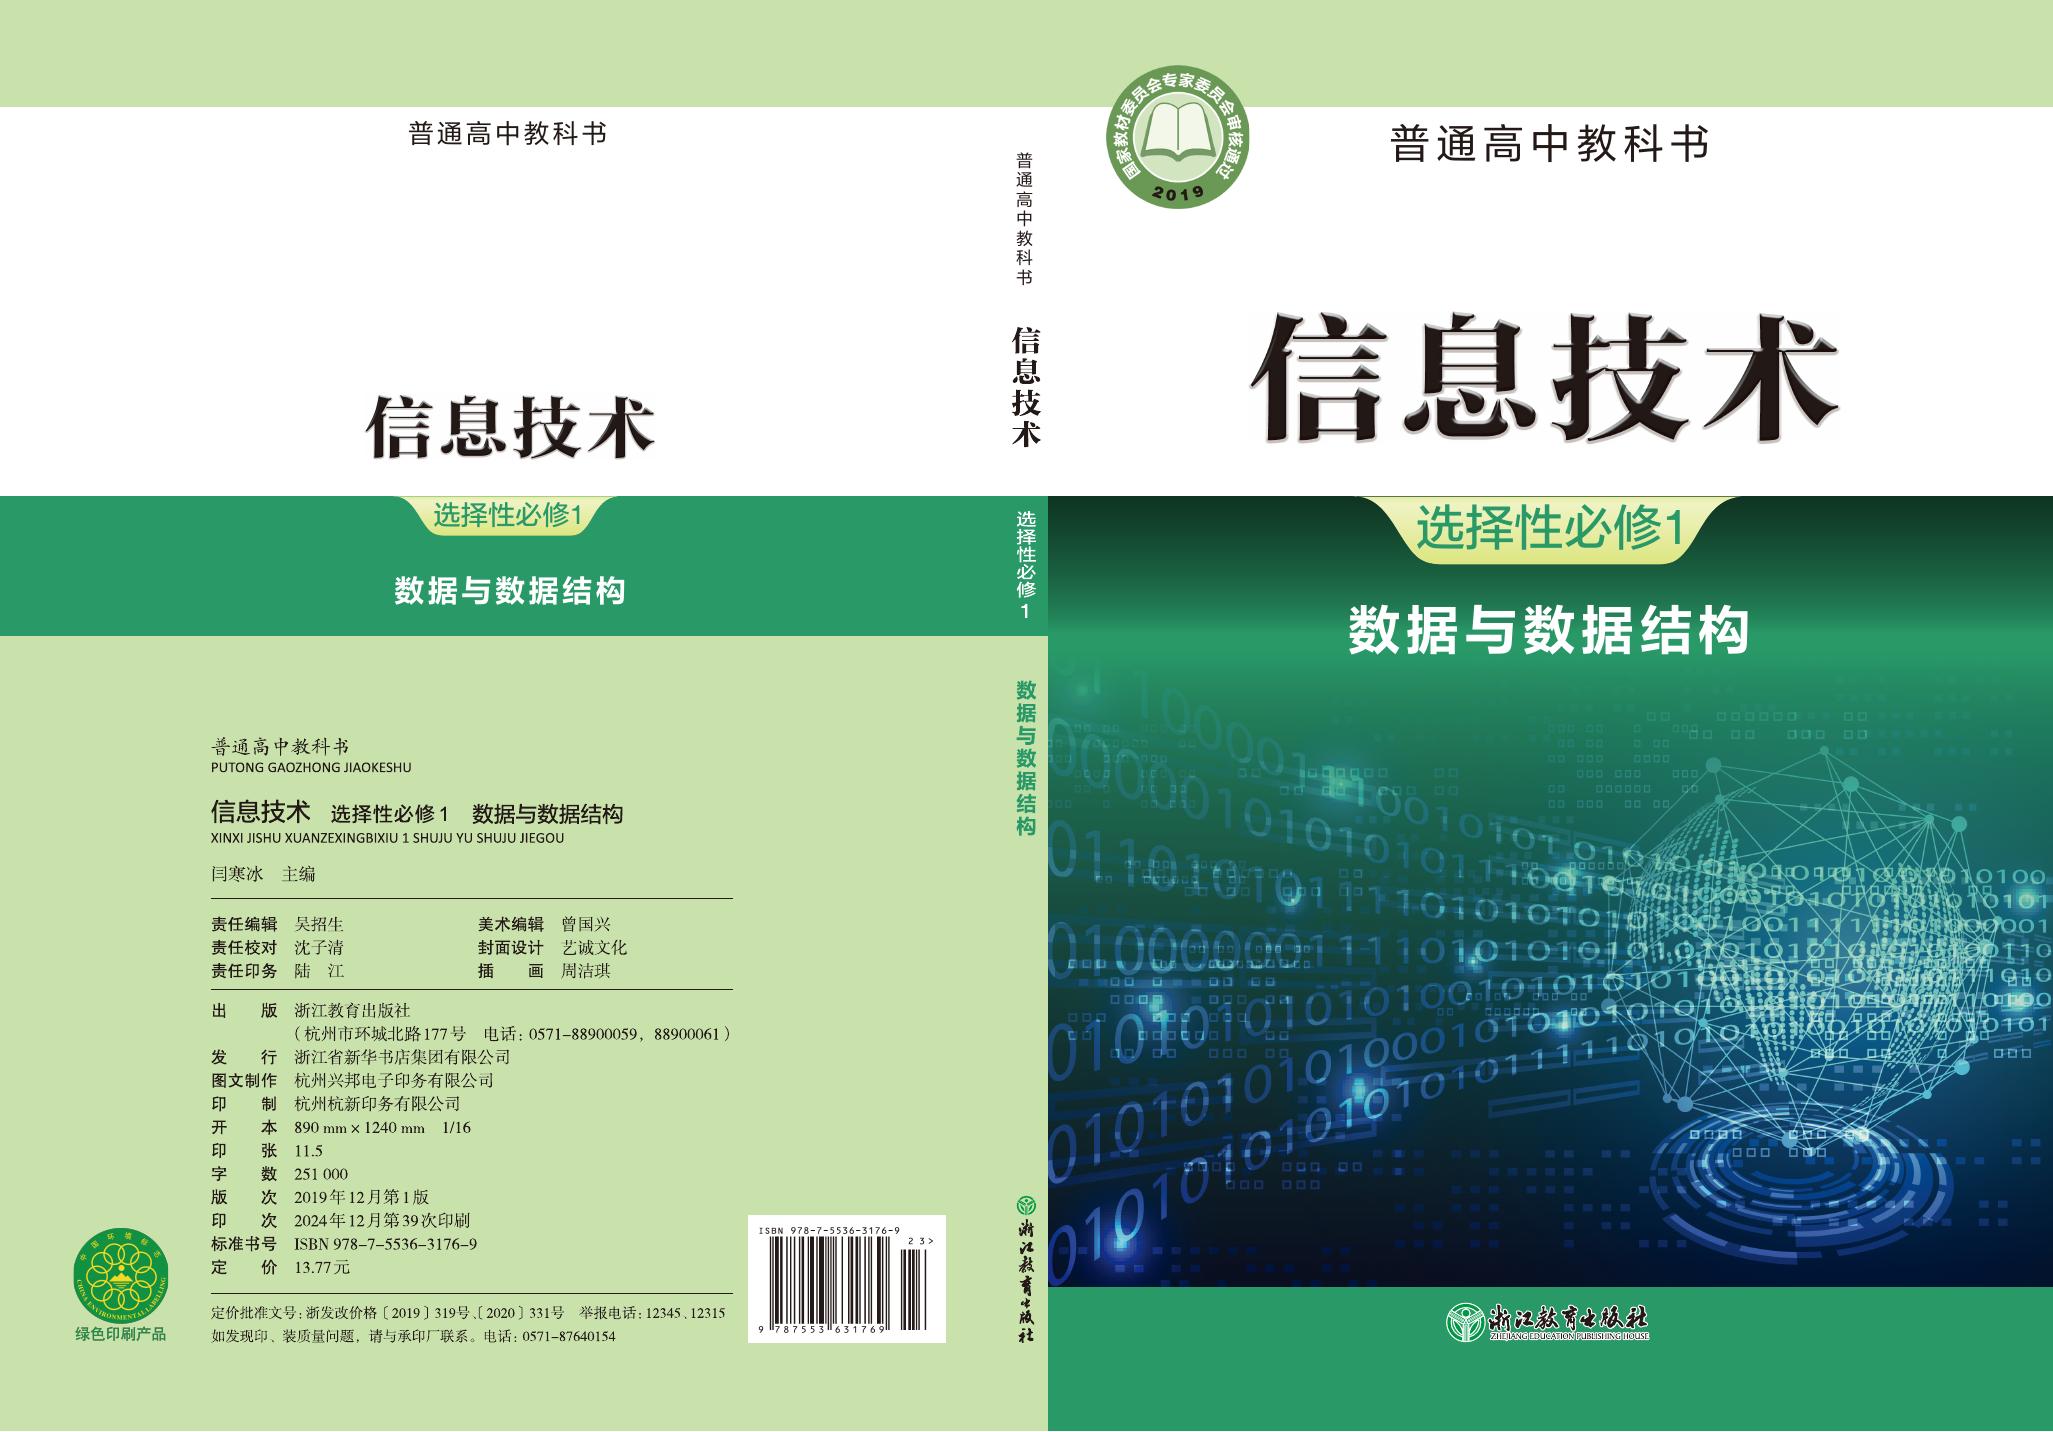 普通高中教科书
信息技术
选择性必修1
数据与数据结构
普通高中教科书
PUTONG GAOZHONG JIAOKESHU
信息技术 选择性必修1 数据与数据结构
XINXI JISHU XUANZEXINGBIXIU 1 SHUJU YU SHUJU JIEGOU
闫寒冰 主编
责任编辑 吴招生 美术编辑 曾国兴
责任校对 沈子清 封面设计 艺诚文化
责任印务 陆 江 插 画 周洁琪
出 版 浙江教育出版社
(杭州市环城北路177号 电话: 0571-88900059, 88900061)
发 行 浙江省新华书店集团有限公司
图文制作 杭州兴邦电子印务有限公司
印 制 杭州杭新印务有限公司
开 本 890 mm × 1240 mm 1/16
印 张 11.5
字 数 251 000
版 次 2019年12月第1版
印 次 2024年12月第39次印刷
标准书号 ISBN 978-7-5536-3176-9
定 价 13.77元
定价批准文号:浙发改价格〔2019〕319号、〔2020〕331号 举报电话:12345、12315
如发现印、装质量问题,请与承印厂联系。电话: 0571-87640154
中国环境标志
CHINA ENVIRONMENTAL LABELLING
绿色印刷产品
ISBN 978-7-5536-3176-9
23>
9 787553 631769
普通高中教科书
信息技术
选择性必修1
数据与数据结构
浙江教育出版社
国家教材委员会专家委员会审核通过
2019
普通高中教科书
信息技术
选择性必修1
数据与数据结构
浙江教育出版社
ZHEJIANG EDUCATION PUBLISHING HOUSE